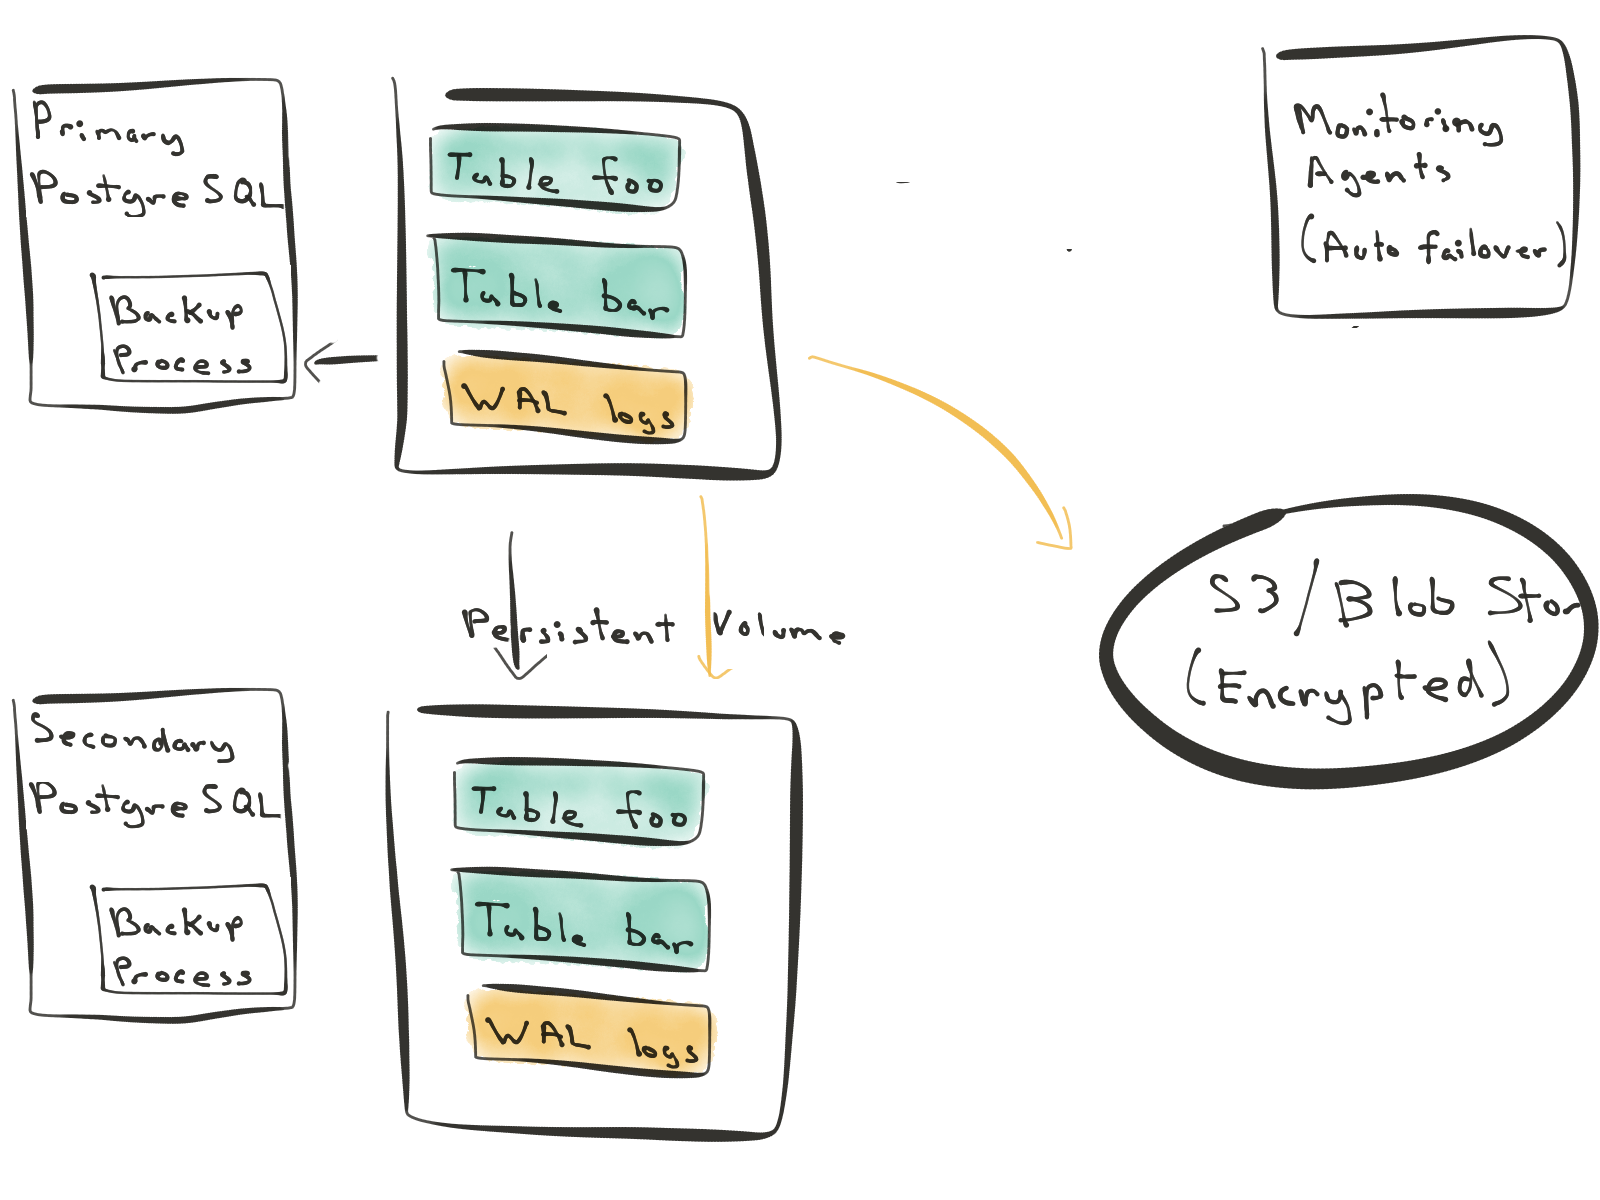 Primary
PostgreSQL
Backup
Process
Table foo
Table bar
WAL logs
Monitoring
Agents
(Auto failover)
Persistent Volume
S3/Blob Stor
(Encrypted)
Secondary
PostgreSQL
Backup
Process
Table foo
Table bar
WAL logs